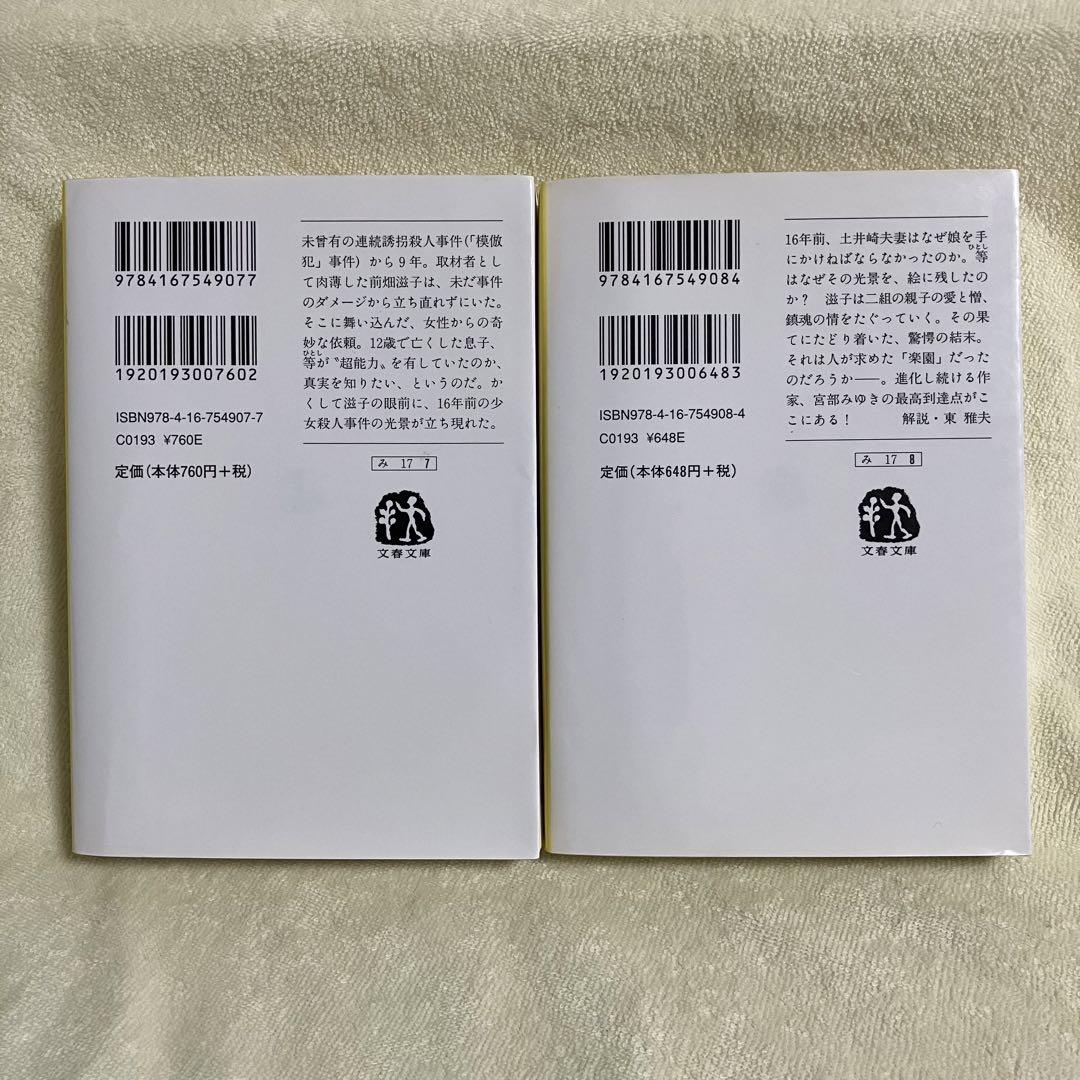 9784167549077
1920193007602
ISBN978-4-16-754907-7
C0193 ¥760E
定価(本体760円+税)
未曾有の連続誘拐殺人事件(「模倣
犯」事件)から9年。取材者とし
て肉薄した前畑滋子は、未だ事件
のダメージから立ち直れずにいた。
そこに舞い込んだ、女性からの奇
妙な依頼。12歳で亡くした息子、
ひとし
等が〝超能力〟を有していたのか、
真実を知りたい、というのだ。か
くして滋子の眼前に、16年前の少
女殺人事件の光景が立ち現れた。
み 17 7
文春文庫
9784167549084
1920193006483
ISBN978-4-16-754908-4
C0193 ¥648E
定価(本体648円+税)
16年前、土井崎夫妻はなぜ娘を手
にかけねばならなかったのか。等
ひとし
はなぜその光景を、絵に残したの
か? 滋子は二組の親子の愛と憎、
鎮魂の情をたぐっていく。その果
てにたどり着いた、驚愕の結末。
それは人が求めた「楽園」だった
のだろうか――。進化し続ける作
家、宮部みゆきの最高到達点がこ
こにある! 解説・東 雅夫
み 17 8
文春文庫